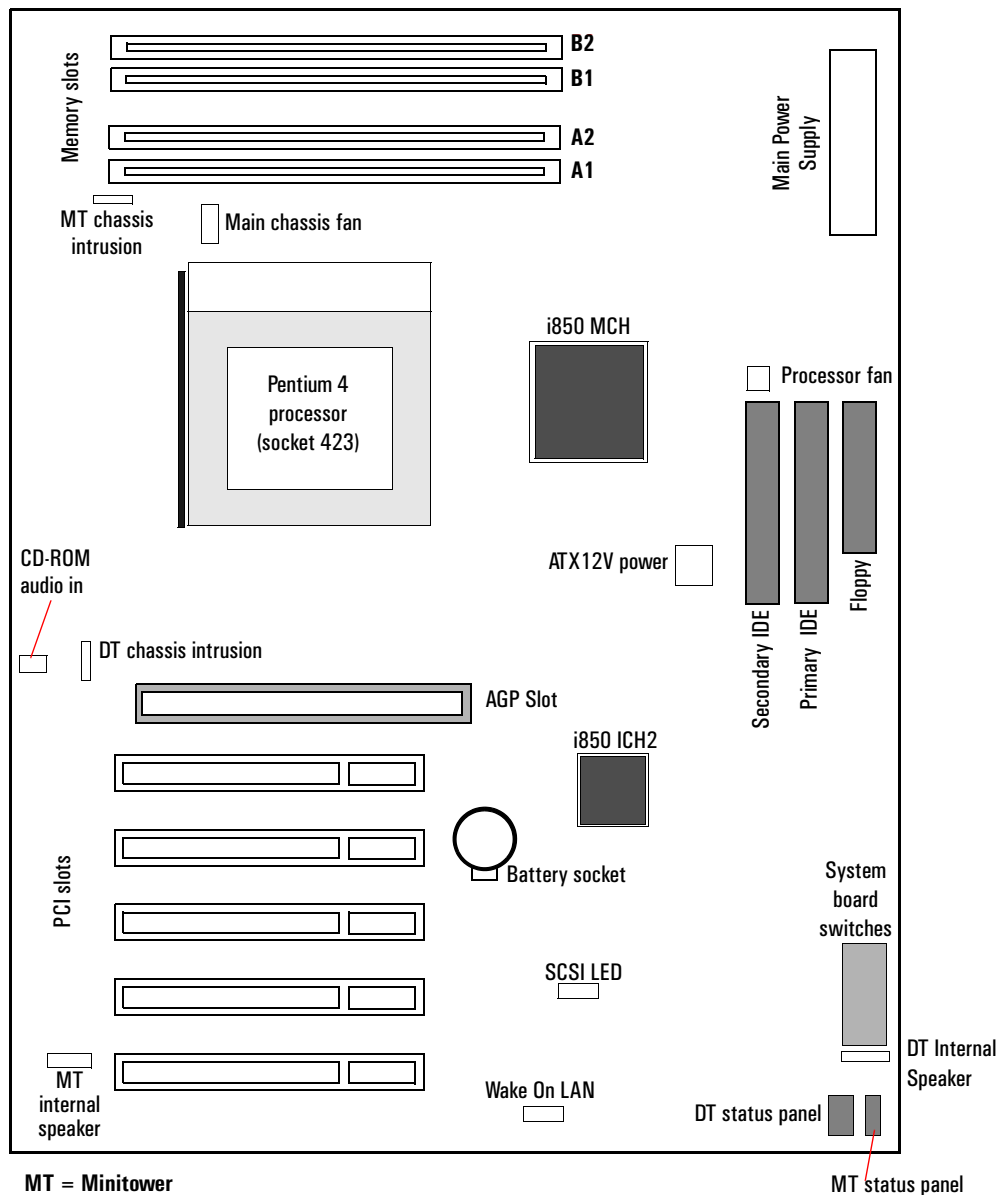 B2
B1
A2
A1
Memory slots
Main Power
Supply
MT chassis
intrusion
Main chassis fan
i850 MCH
Pentium 4
processor
(socket 423)
Processor fan
CD-ROM
audio in
ATX12V power
Secondary IDE
Primary IDE
Floppy
DT chassis intrusion
AGP Slot
i850 ICH2
PCI slots
Battery socket
System
board
switches
SCSI LED
DT Internal
Speaker
MT
internal
speaker
Wake On LAN
DT status panel
MT status panel
MT = Minitower